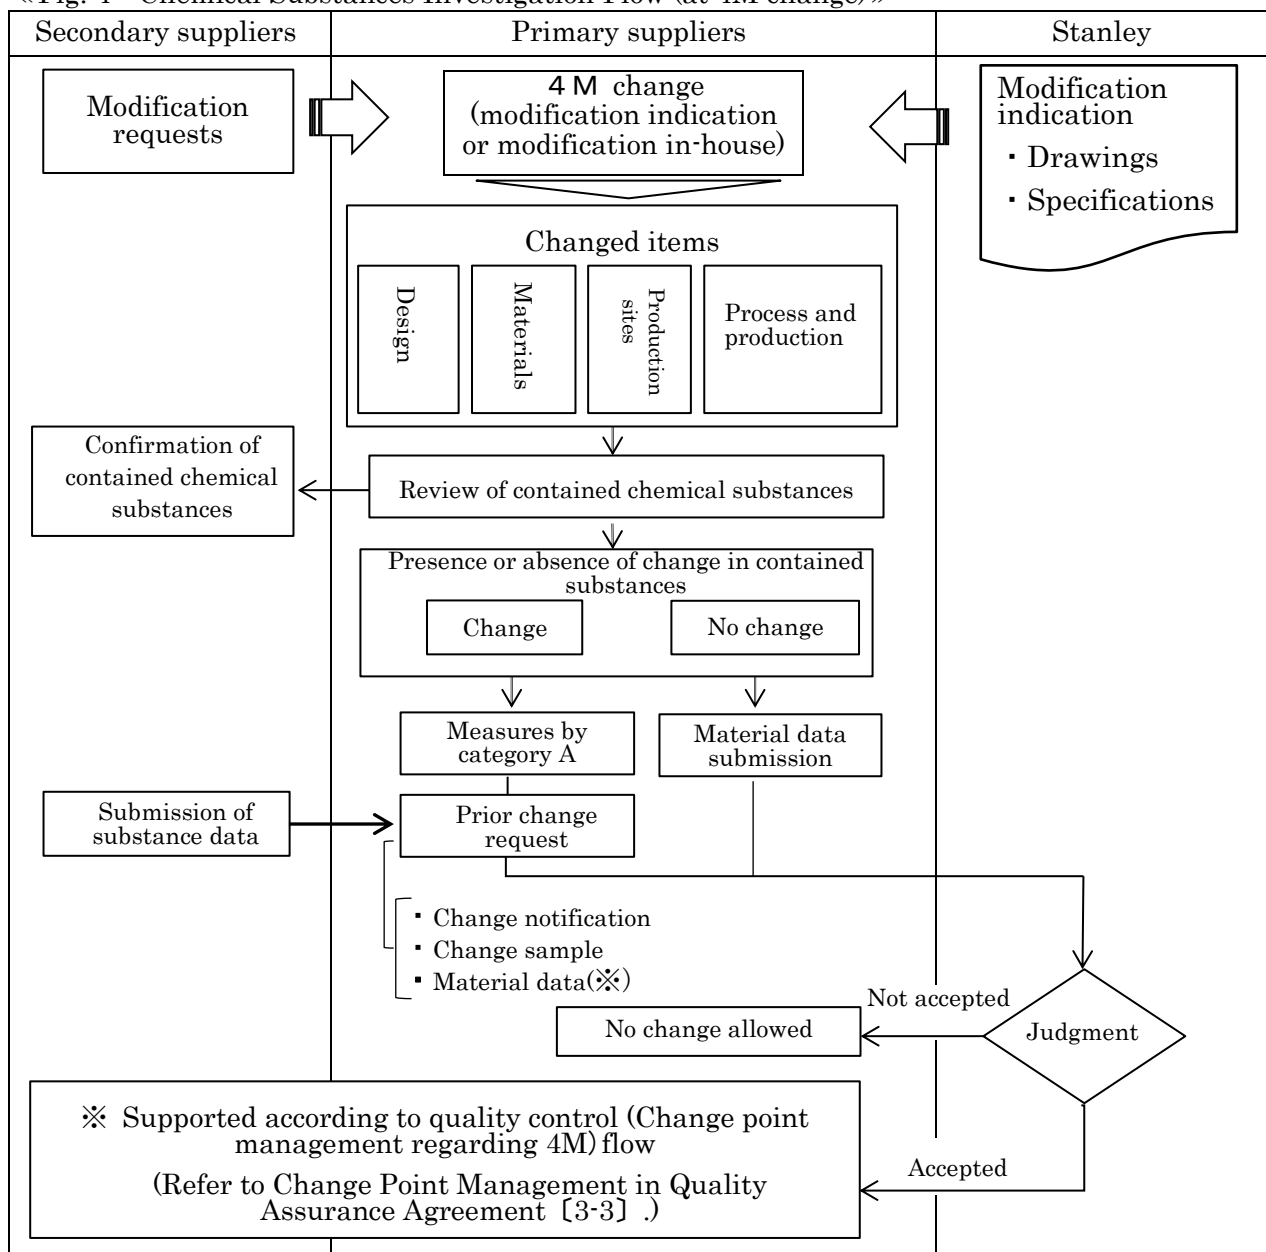 Secondary suppliers
Primary suppliers
Stanley
Modification
requests
４Ｍ change
(modification indication
or modification in-house)
Modification
indication
・Drawings
・Specifications
Changed items
Design
Materials
Production
sites
Process and
production
Confirmation of
contained chemical
substances
Review of contained chemical substances
Presence or absence of change in contained
substances
Change
No change
Measures by
category A
Material data
submission
Submission of
substance data
Prior change
request
・Change notification
・Change sample
・Material data(※)
Not accepted
No change allowed
Judgment
※ Supported according to quality control (Change point
management regarding 4M) flow
(Refer to Change Point Management in Quality
Assurance Agreement〔3-3〕.)
Accepted